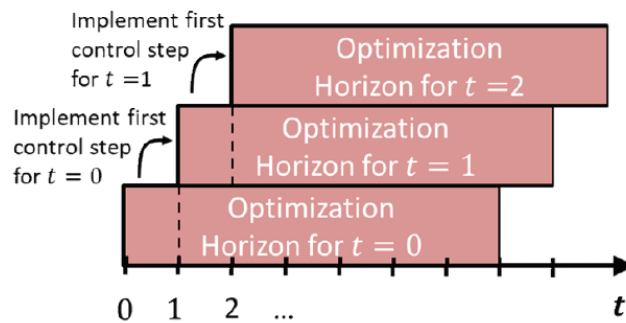 Implement first
control step
for t =1
Optimization
Horizon for t =2
Implement first
control step
for t = 0
Optimization
Horizon for t = 1
Optimization
Horizon for t = 0
0 1 2 ... t